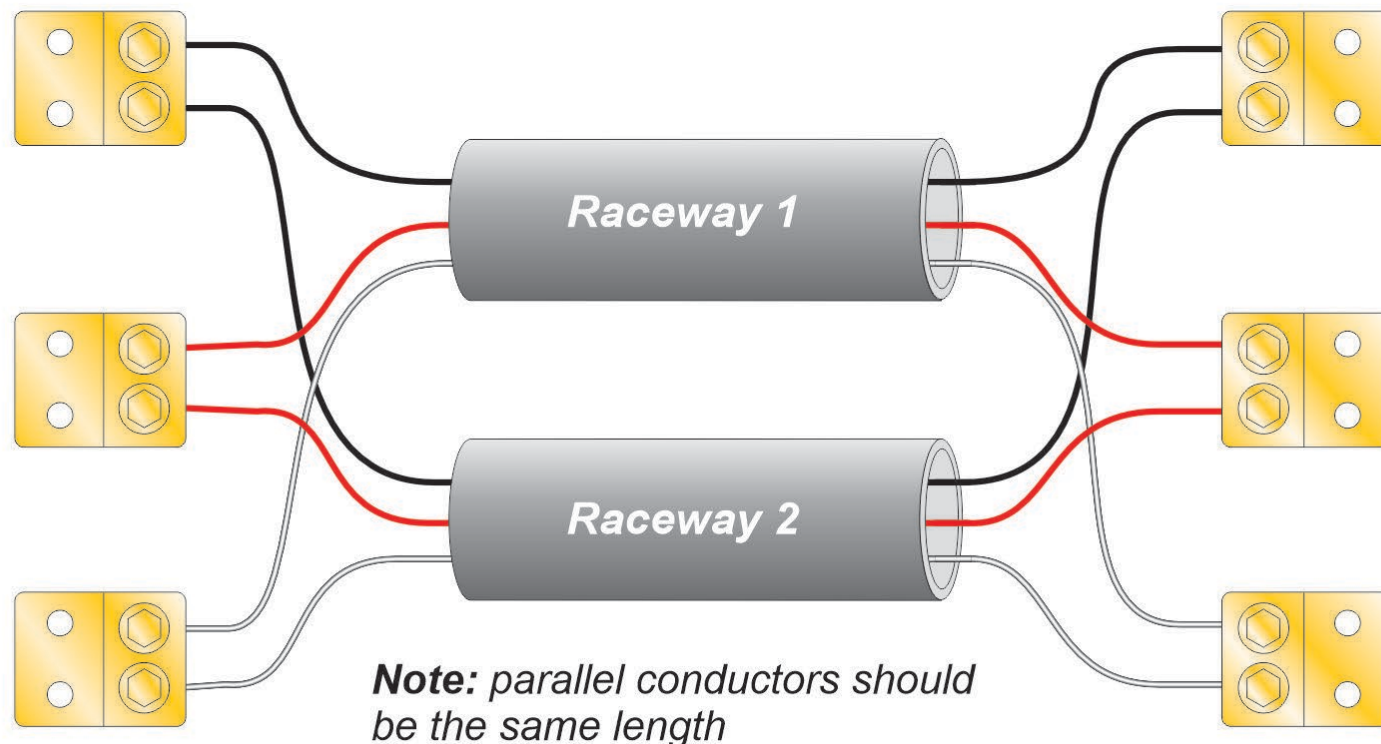 Raceway 1
Raceway 2
Note: parallel conductors should
be the same length